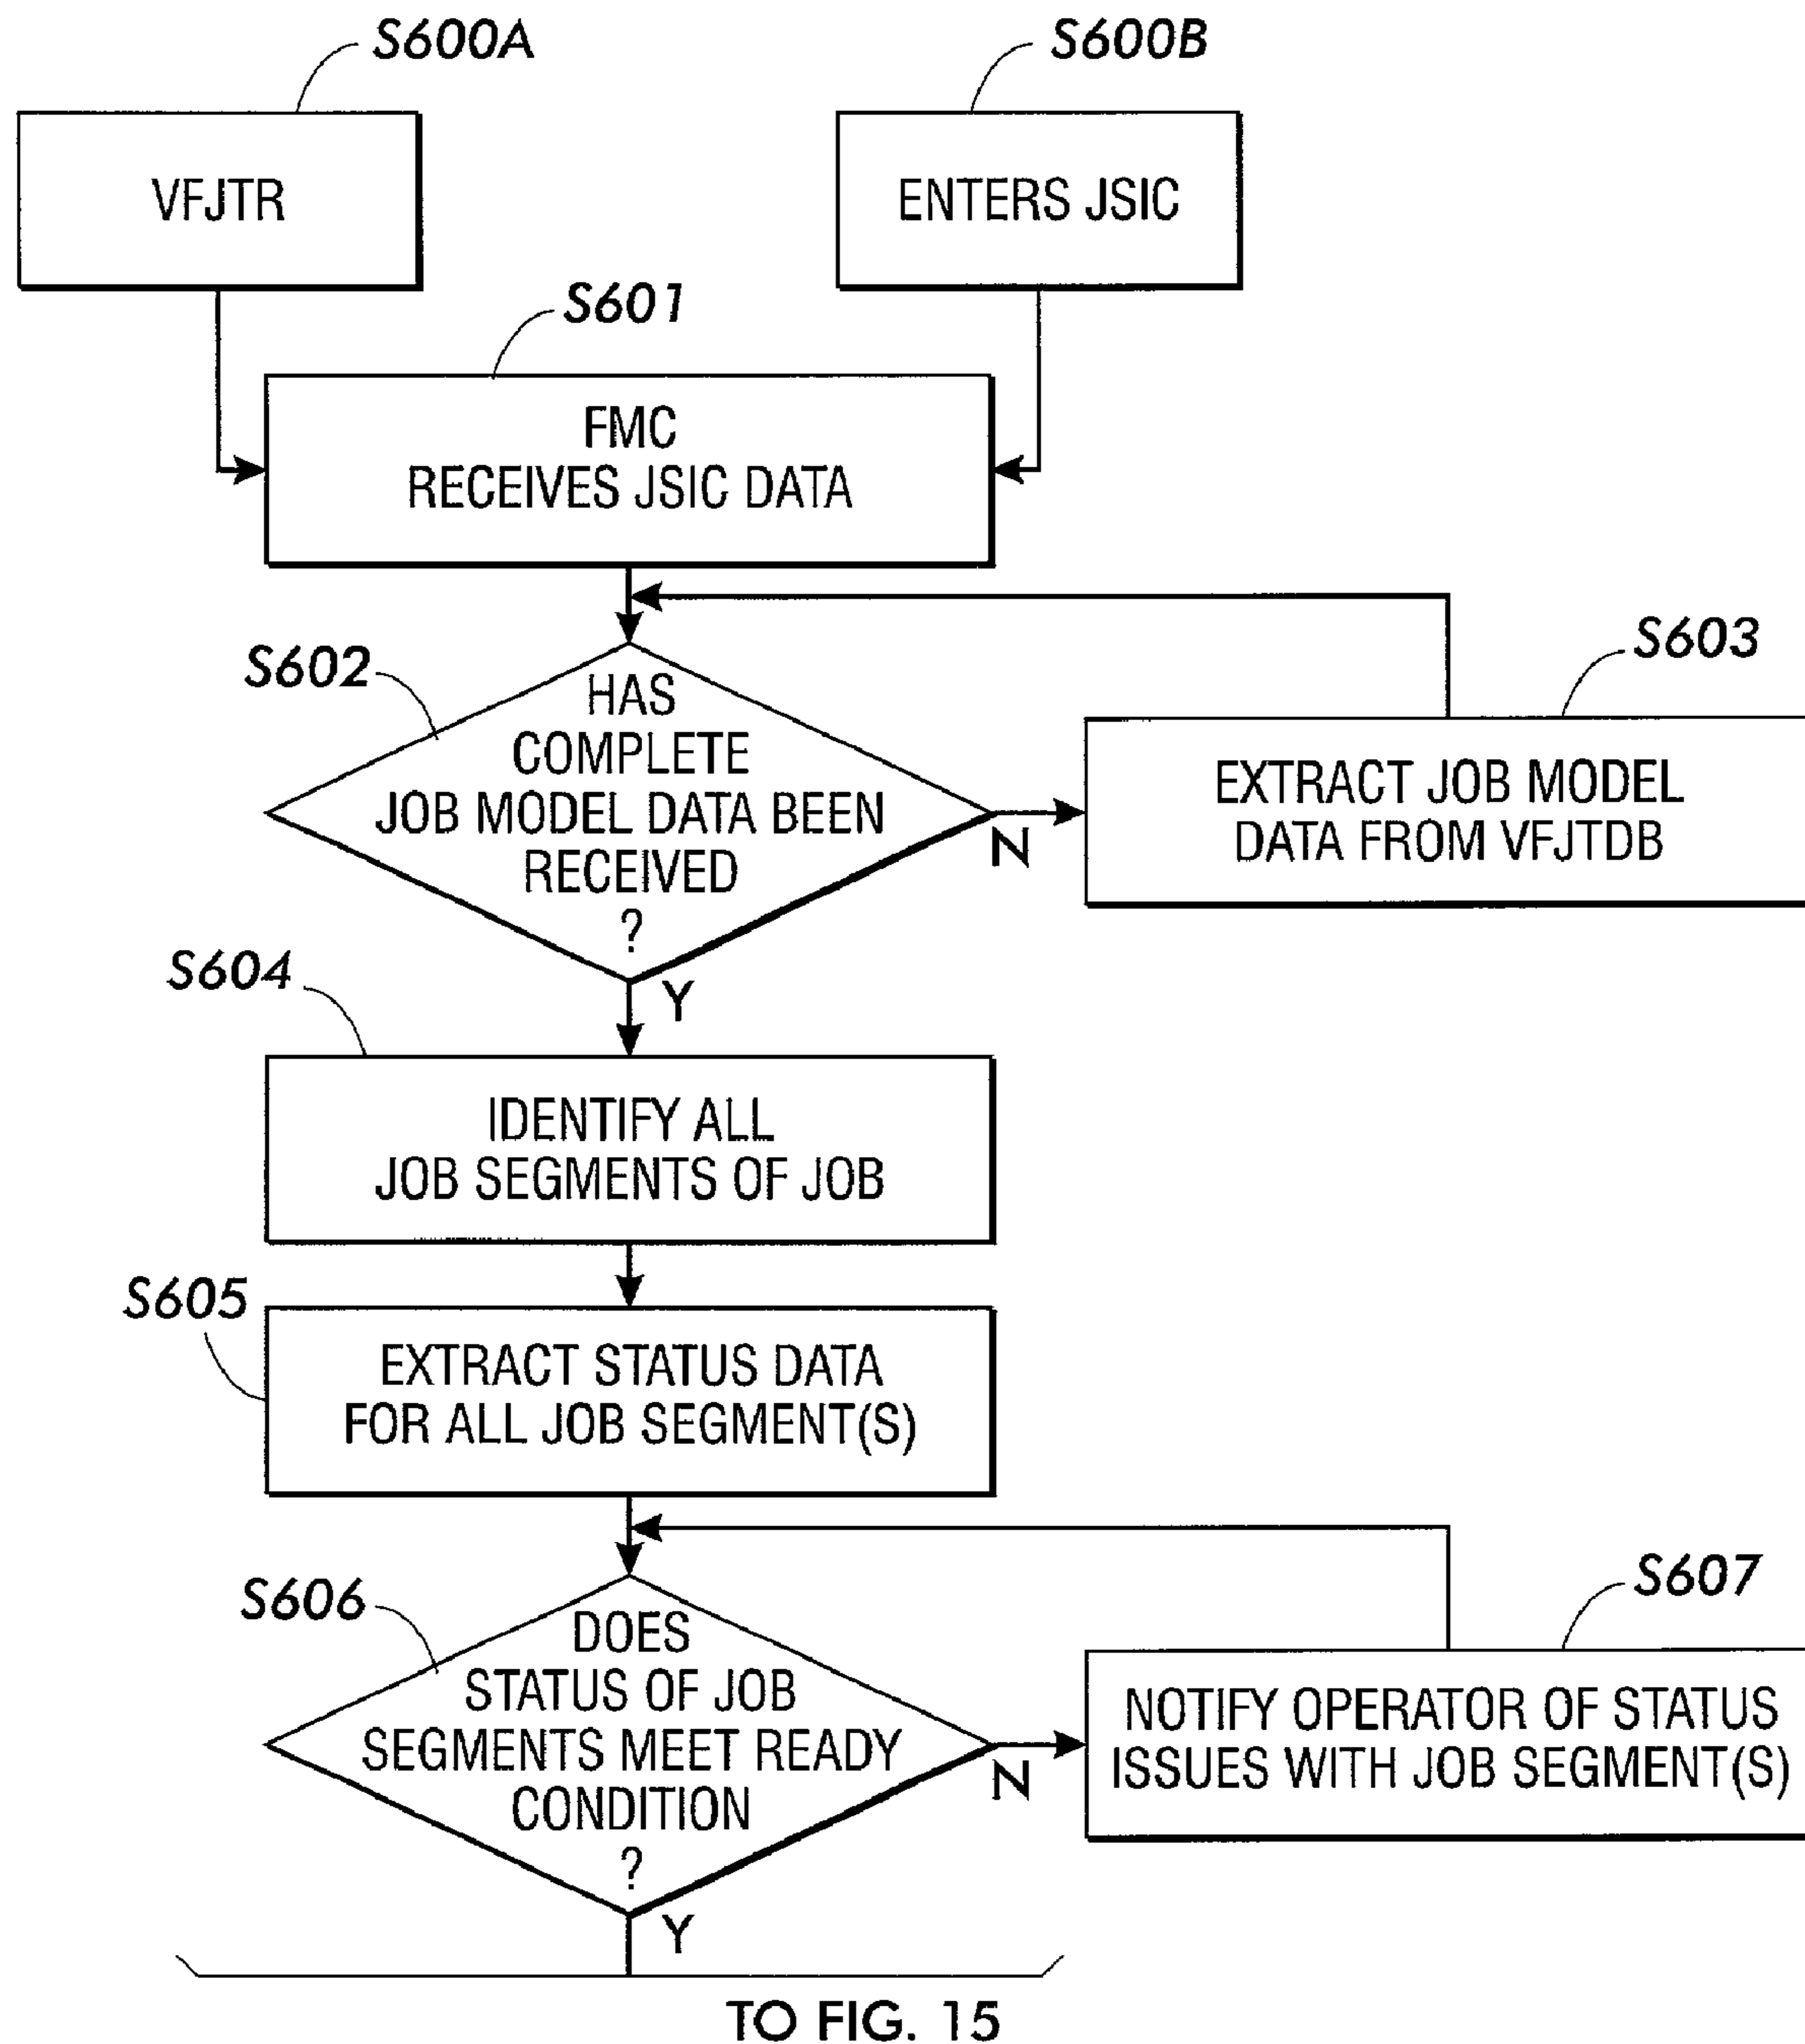 S600A
S600B
VFJTR
ENTERS JSIC
S601
FMC
RECEIVES JSIC DATA
S602
HAS
COMPLETE
JOB MODEL DATA BEEN
RECEIVED
?
N
Y
S603
EXTRACT JOB MODEL
DATA FROM VFJTDB
S604
IDENTIFY ALL
JOB SEGMENTS OF JOB
S605
EXTRACT STATUS DATA
FOR ALL JOB SEGMENT(S)
S606
DOES
STATUS OF JOB
SEGMENTS MEET READY
CONDITION
?
N
Y
S607
NOTIFY OPERATOR OF STATUS
ISSUES WITH JOB SEGMENT(S)
TO FIG. 15